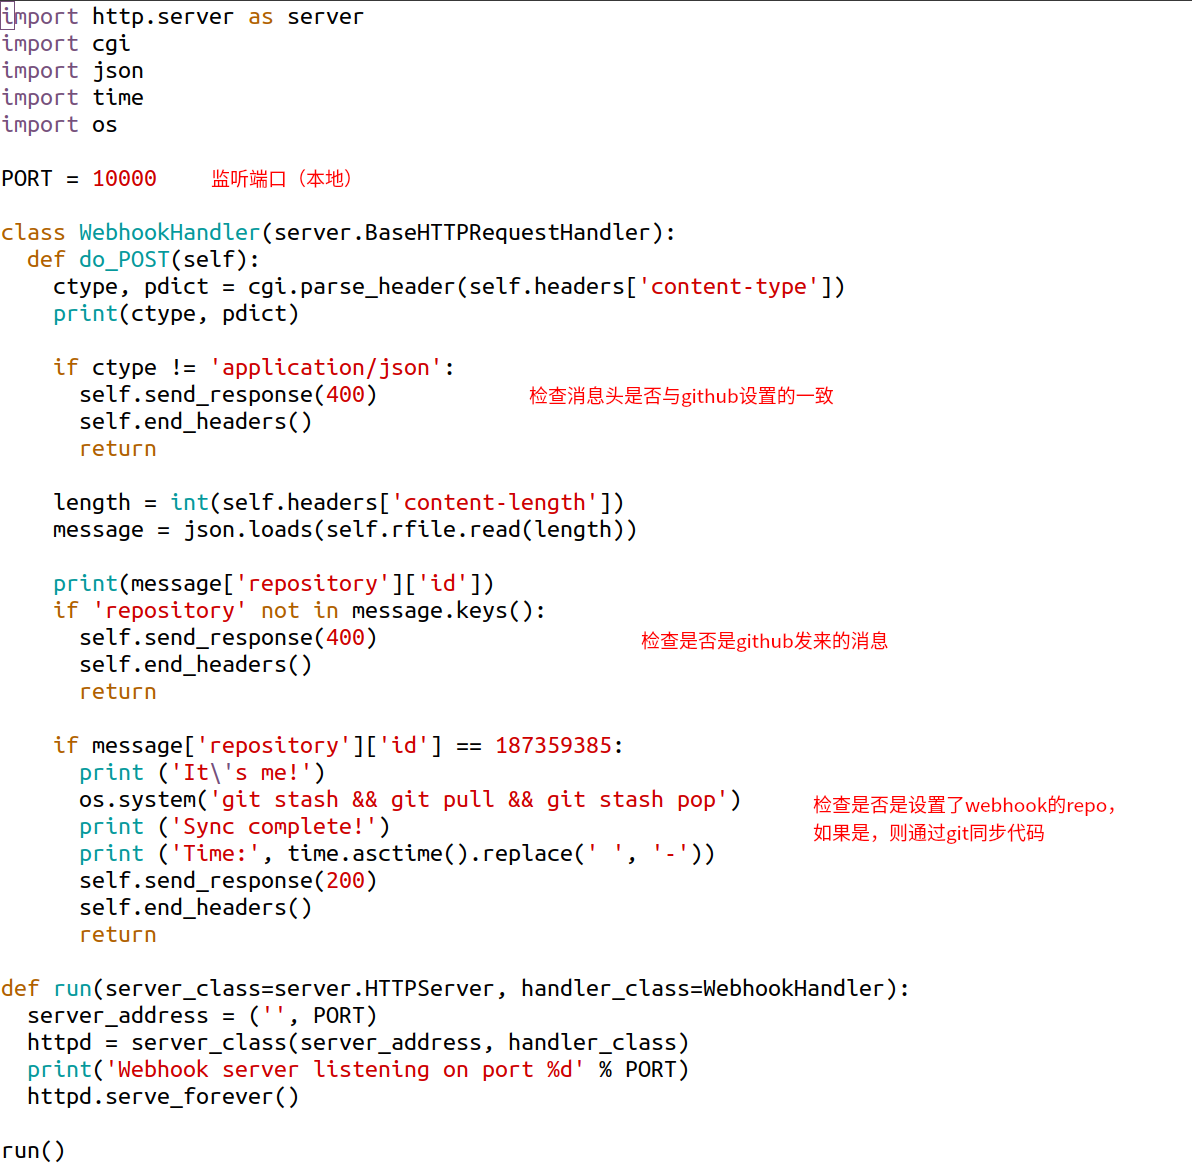 import http.server as server
import cgi
import json
import time
import os
PORT = 10000 监听端口（本地）
class WebhookHandler(server.BaseHTTPRequestHandler):
  def do_POST(self):
    ctype, pdict = cgi.parse_header(self.headers['content-type'])
    print(ctype, pdict)
    if ctype != 'application/json':
      self.send_response(400) 检查消息头是否与github设置的一致
      self.end_headers()
      return
    length = int(self.headers['content-length'])
    message = json.loads(self.rfile.read(length))
    print(message['repository']['id'])
    if 'repository' not in message.keys():
      self.send_response(400) 检查是否是github发来的消息
      self.end_headers()
      return
    if message['repository']['id'] == 187359385:
      print ('It\'s me!')
      os.system('git stash && git pull && git stash pop') 检查是否是设置了webhook的repo，
      print ('Sync complete!') 如果是，则通过git同步代码
      print ('Time:', time.asctime().replace(' ', '-'))
      self.send_response(200)
      self.end_headers()
      return
def run(server_class=server.HTTPServer, handler_class=WebhookHandler):
  server_address = ('', PORT)
  httpd = server_class(server_address, handler_class)
  print('Webhook server listening on port %d' % PORT)
  httpd.serve_forever()
run()